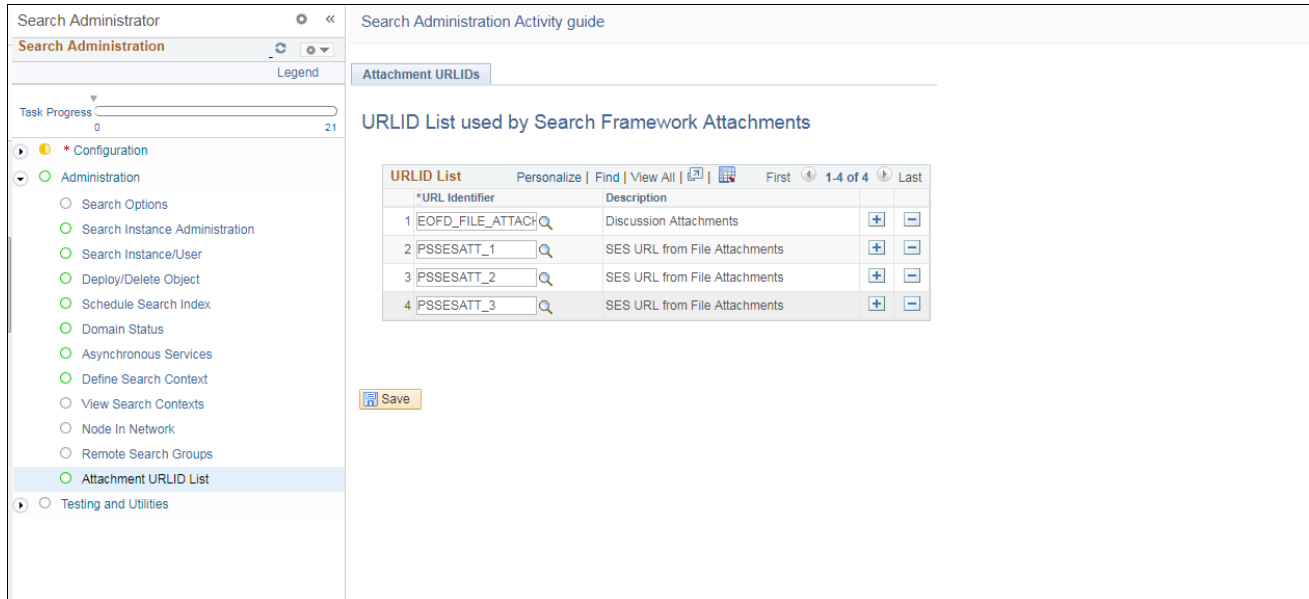 Search Administrator
Search Administration
Legend
Task Progress
0 21
* Configuration
Administration
Search Options
Search Instance Administration
Search Instance/User
Deploy/Delete Object
Schedule Search Index
Domain Status
Asynchronous Services
Define Search Context
View Search Contexts
Node In Network
Remote Search Groups
Attachment URLID List
Testing and Utilities
Search Administration Activity guide
Attachment URLIDs
URLID List used by Search Framework Attachments
URLID List Personalize | Find | View All | | First 1-4 of 4 Last
*URL Identifier Description
1 EOFD_FILE_ATTACH Discussion Attachments
2 PSSESATT_1 SES URL from File Attachments
3 PSSESATT_2 SES URL from File Attachments
4 PSSESATT_3 SES URL from File Attachments
Save